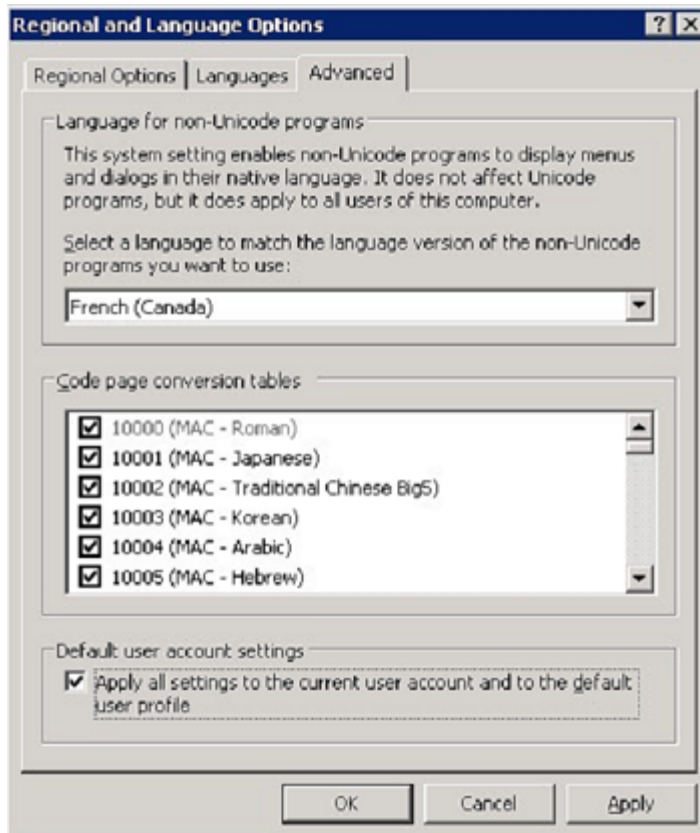 Regional and Language Options
Regional Options Languages Advanced
Language for non-Unicode programs
This system setting enables non-Unicode programs to display menus
and dialogs in their native language. It does not affect Unicode
programs, but it does apply to all users of this computer.
Select a language to match the language version of the non-Unicode
programs you want to use:
French (Canada)
Code page conversion tables
10000 (MAC - Roman)
10001 (MAC - Japanese)
10002 (MAC - Traditional Chinese Big5)
10003 (MAC - Korean)
10004 (MAC - Arabic)
10005 (MAC - Hebrew)
Default user account settings
Apply all settings to the current user account and to the default
user profile
OK Cancel Apply